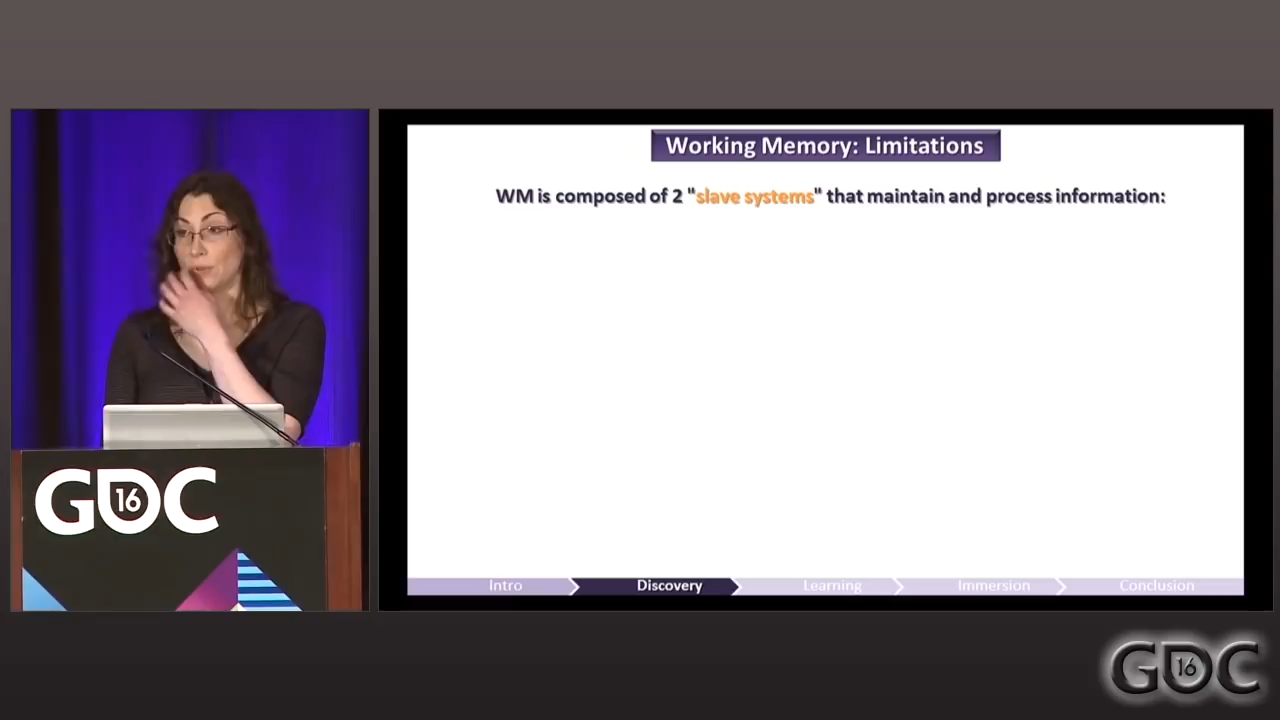 Working Memory: Limitations
WM is composed of 2 "slave systems" that maintain and process information:
GDC
16
Intro
Discovery
Learning
Immersion
Conclusion
GDC
16